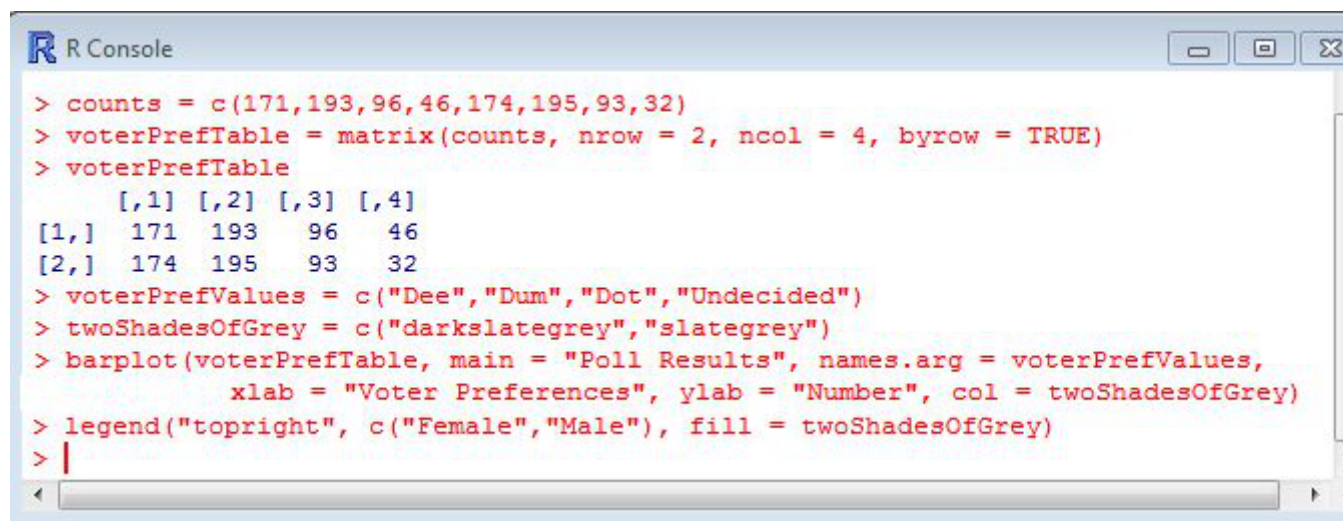 R R Console
> counts = c(171,193,96,46,174,195,93,32)
> voterPrefTable = matrix(counts, nrow = 2, ncol = 4, byrow = TRUE)
> voterPrefTable
     [,1] [,2] [,3] [,4]
[1,]  171  193   96   46
[2,]  174  195   93   32
> voterPrefValues = c("Dee","Dum","Dot","Undecided")
> twoShadesOfGrey = c("darkslategrey","slategrey")
> barplot(voterPrefTable, main = "Poll Results", names.arg = voterPrefValues,
            xlab = "Voter Preferences", ylab = "Number", col = twoShadesOfGrey)
> legend("topright", c("Female","Male"), fill = twoShadesOfGrey)
>